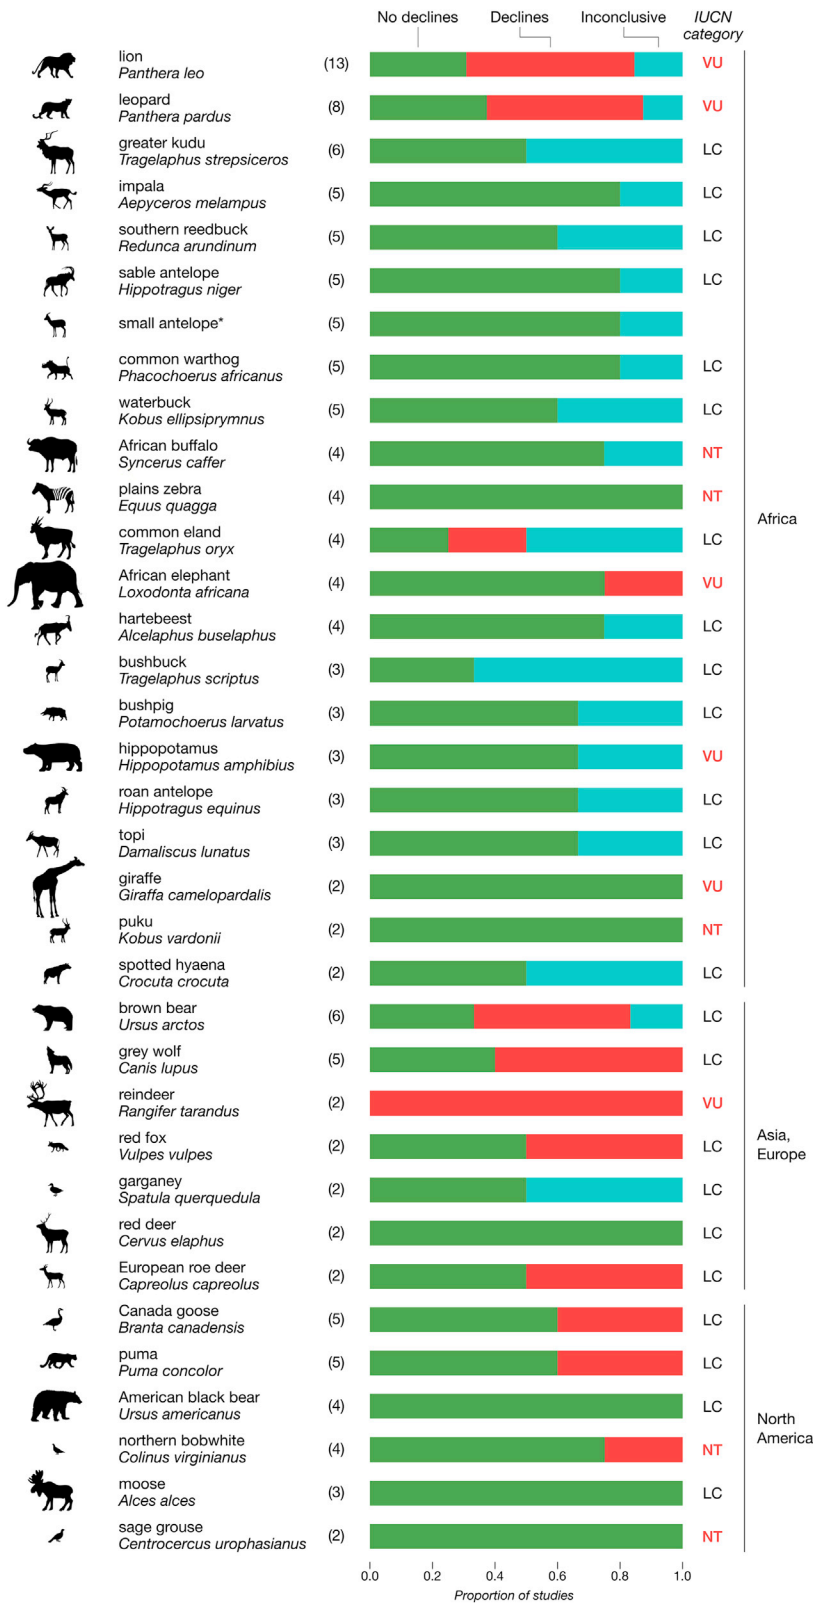 No declines Declines Inconclusive IUCN
category
lion
Panthera leo (13) VU
leopard
Panthera pardus (8) VU
greater kudu
Tragelaphus strepsiceros (6) LC
impala
Aepyceros melampus (5) LC
southern reedbuck
Redunca arundinum (5) LC
sable antelope
Hippotragus niger (5) LC
small antelope* (5)
common warthog
Phacochoerus africanus (5) LC
waterbuck
Kobus ellipsiprymnus (5) LC
African buffalo
Syncerus caffer (4) NT
plains zebra
Equus quagga (4) NT
Africa
common eland
Tragelaphus oryx (4) LC
African elephant
Loxodonta africana (4) VU
hartebeest
Alcelaphus buselaphus (4) LC
bushbuck
Tragelaphus scriptus (3) LC
bushpig
Potamochoerus larvatus (3) LC
hippopotamus
Hippopotamus amphibius (3) VU
roan antelope
Hippotragus equinus (3) LC
topi
Damaliscus lunatus (3) LC
giraffe
Giraffa camelopardalis (2) VU
puku
Kobus vardonii (2) NT
spotted hyaena
Crocuta crocuta (2) LC
brown bear
Ursus arctos (6) LC
grey wolf
Canis lupus (5) LC
reindeer
Rangifer tarandus (2) VU
red fox
Vulpes vulpes (2) LC
Asia,
Europe
garganey
Spatula querquedula (2) LC
red deer
Cervus elaphus (2) LC
European roe deer
Capreolus capreolus (2) LC
Canada goose
Branta canadensis (5) LC
puma
Puma concolor (5) LC
American black bear
Ursus americanus (4) LC
North
America
northern bobwhite
Colinus virginianus (4) NT
moose
Alces alces (3) LC
sage grouse
Centrocercus urophasianus (2) NT
0.0 0.2 0.4 0.6 0.8 1.0
Proportion of studies